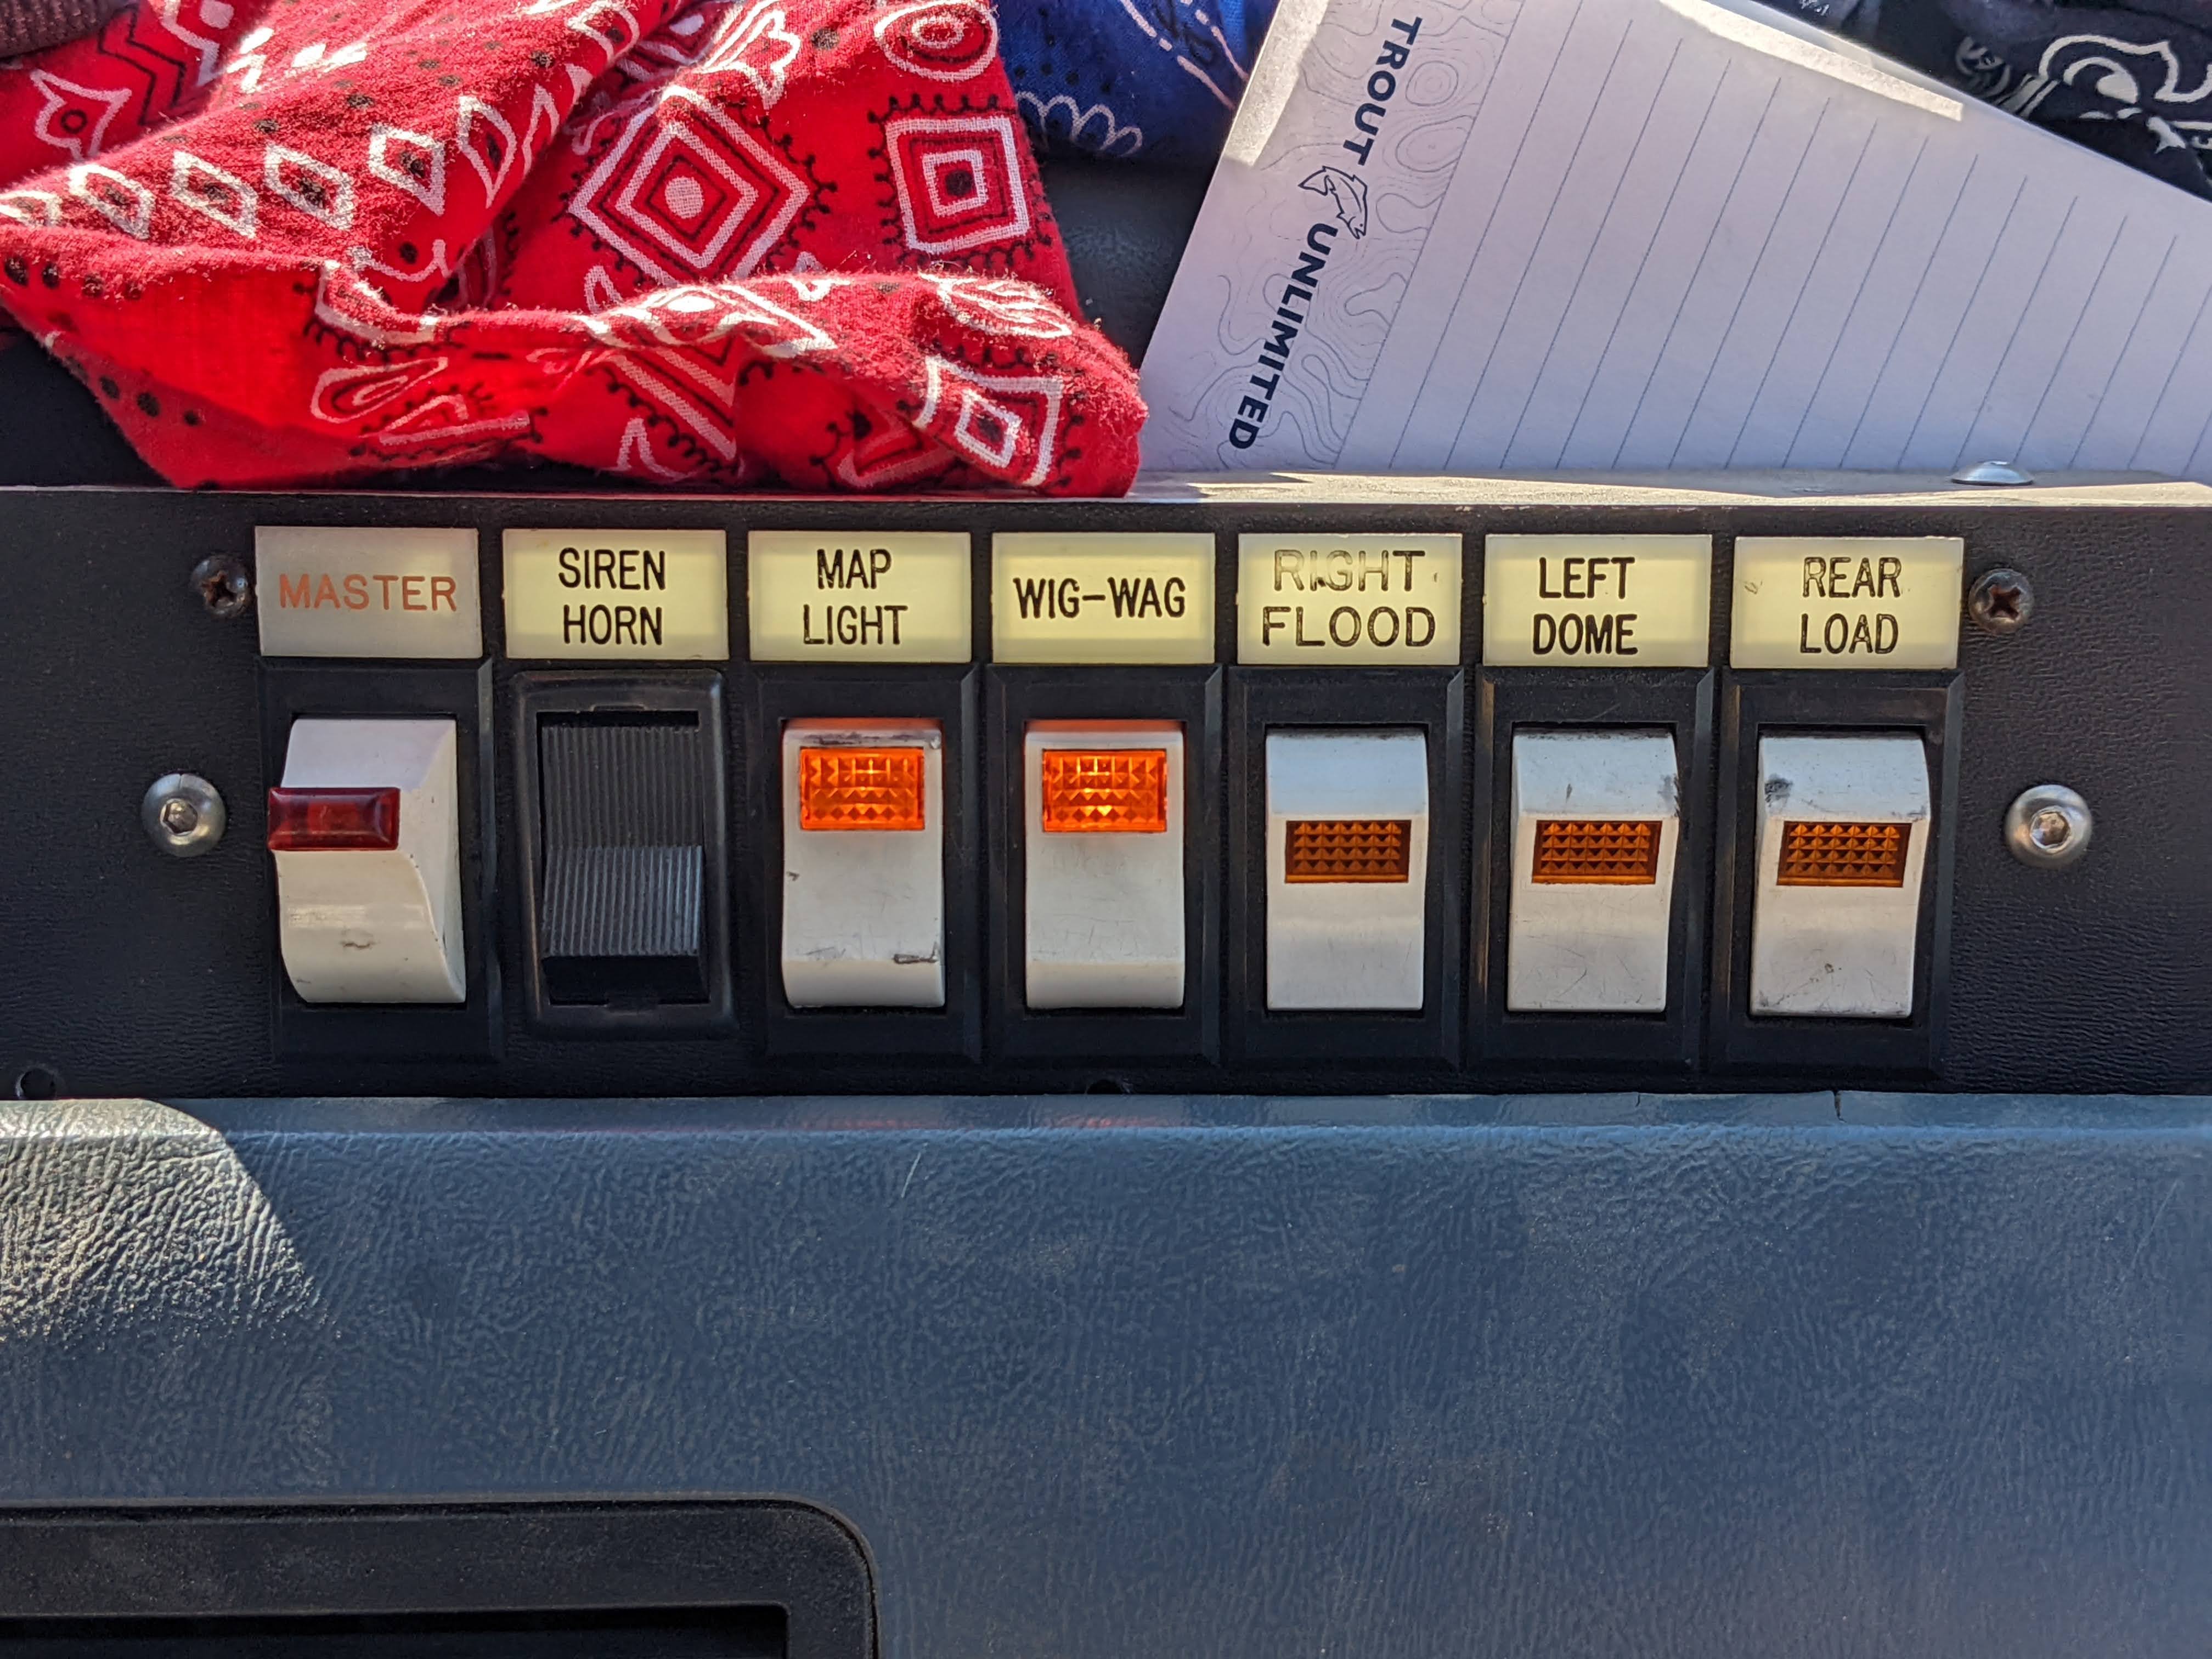 TROUT UNLIMITED
MASTER
SIREN
HORN
MAP
LIGHT
WIG-WAG
RIGHT
FLOOD
LEFT
DOME
REAR
LOAD